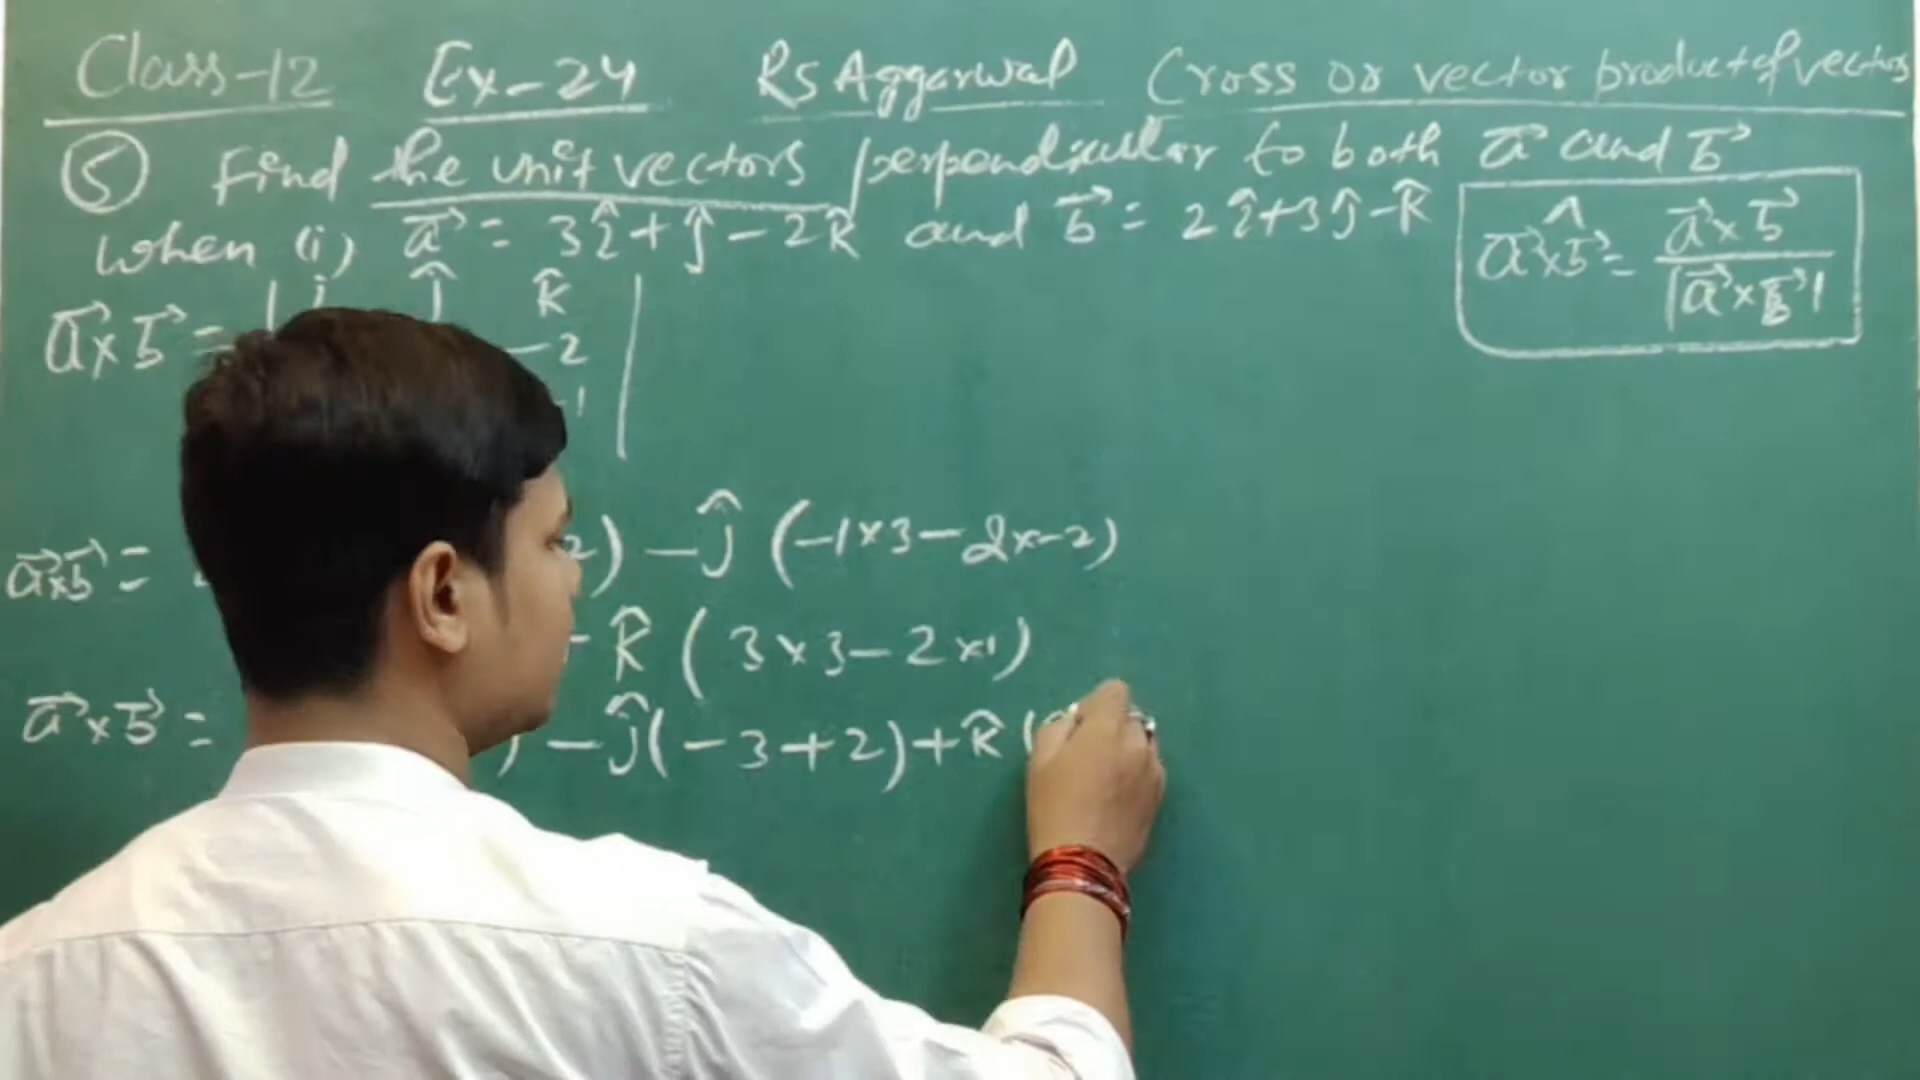 Class-12 Ex-24 RS Aggarwal Cross or vector product of vectors
⑤ Find the unit vectors perpendicular to both a⃗ and b⃗
when (i) a⃗ = 3î+ĵ-2k̂ and b⃗ = 2î+3ĵ-k̂
a⃗×b⃗^ = a⃗×b⃗ / |a⃗×b⃗|
a⃗×b⃗ = | i ĵ k̂ |
-2
-1
a⃗×b⃗ = 2) -ĵ (-1×3-2×-2)
k̂ (3×3-2×1)
a⃗×b⃗ = ) -ĵ(-3+2)+k̂(